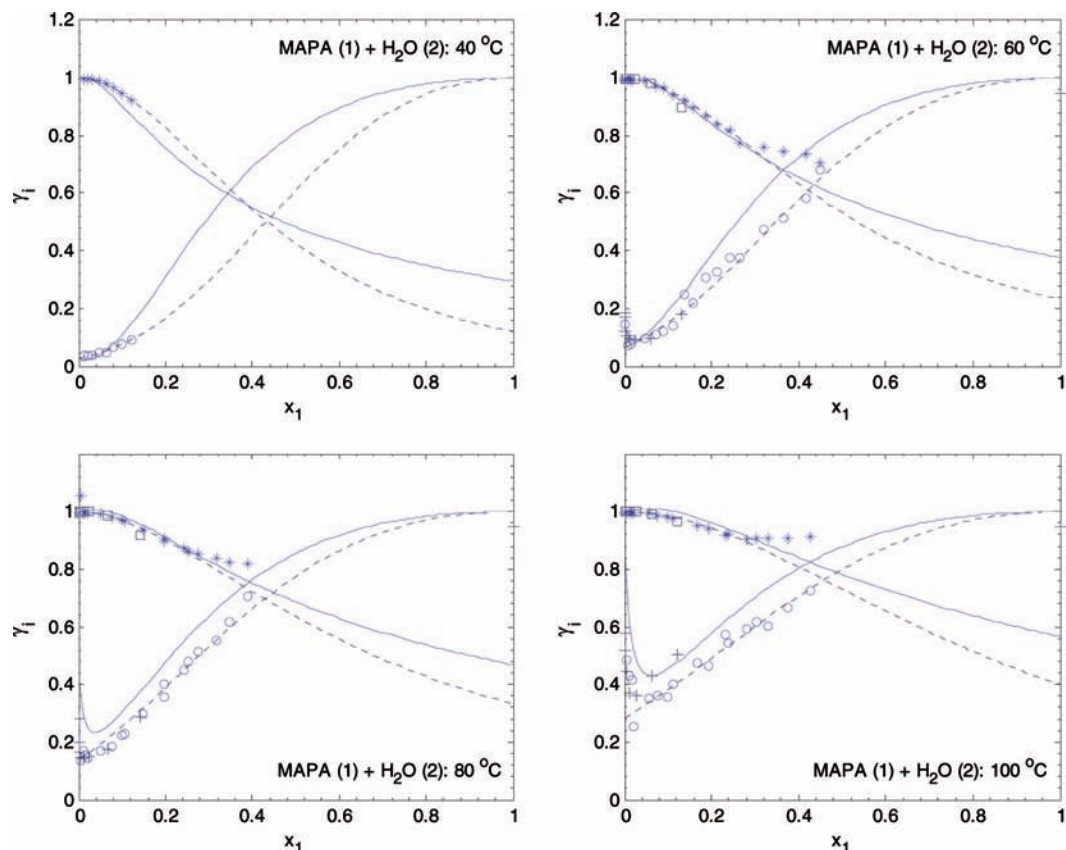 1.2
1
0.8
0.6
0.4
0.2
0
γᵢ
MAPA (1) + H₂O (2): 40 °C
0 0.2 0.4 0.6 0.8 1
x₁
1.2
1
0.8
0.6
0.4
0.2
0
γᵢ
MAPA (1) + H₂O (2): 60 °C
0 0.2 0.4 0.6 0.8 1
x₁
1
0.8
0.6
0.4
0.2
0
γᵢ
MAPA (1) + H₂O (2): 80 °C
0 0.2 0.4 0.6 0.8 1
x₁
1
0.8
0.6
0.4
0.2
0
γᵢ
MAPA (1) + H₂O (2): 100 °C
0 0.2 0.4 0.6 0.8 1
x₁